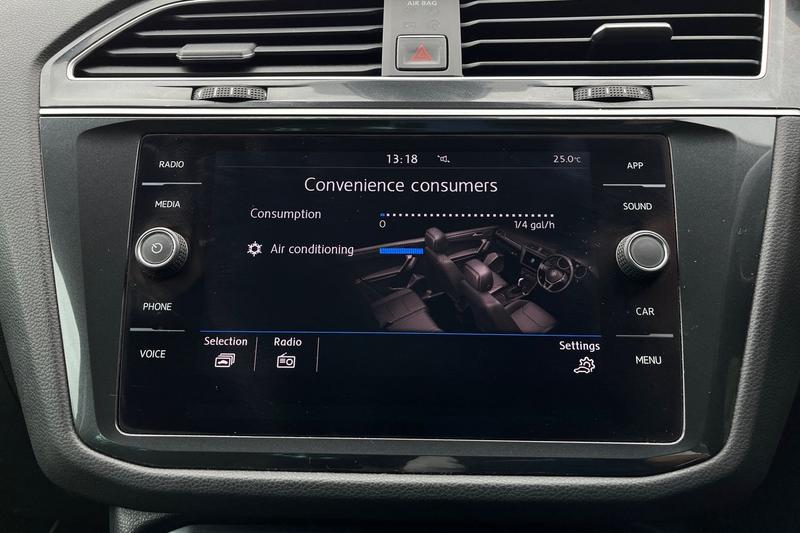 AIR BAG
RADIO
MEDIA
PHONE
VOICE
13:18 25.0°C
Convenience consumers
Consumption
0 1/4 gal/h
Air conditioning
Selection Radio Settings
APP
SOUND
CAR
MENU